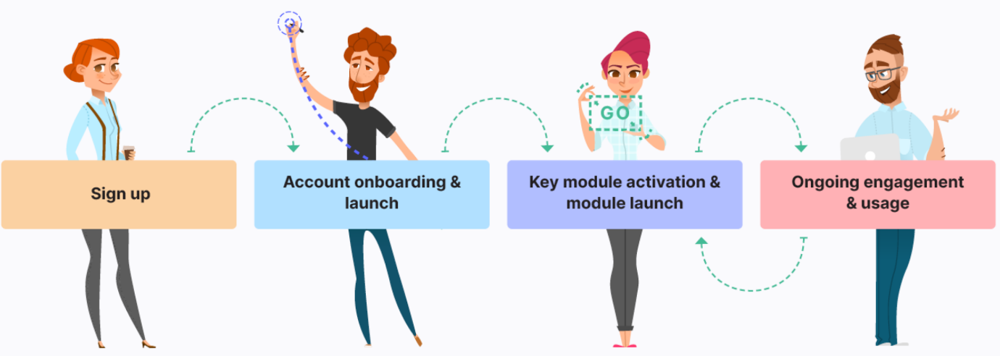 GO
Sign up
Account onboarding &
launch
Key module activation &
module launch
Ongoing engagement
& usage